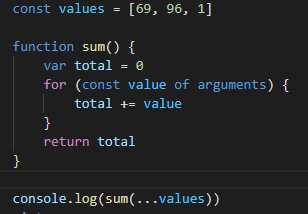 const values = [69, 96, 1]
function sum() {
var total = 0
for (const value of arguments) {
total += value
}
return total
}
console.log(sum(...values))